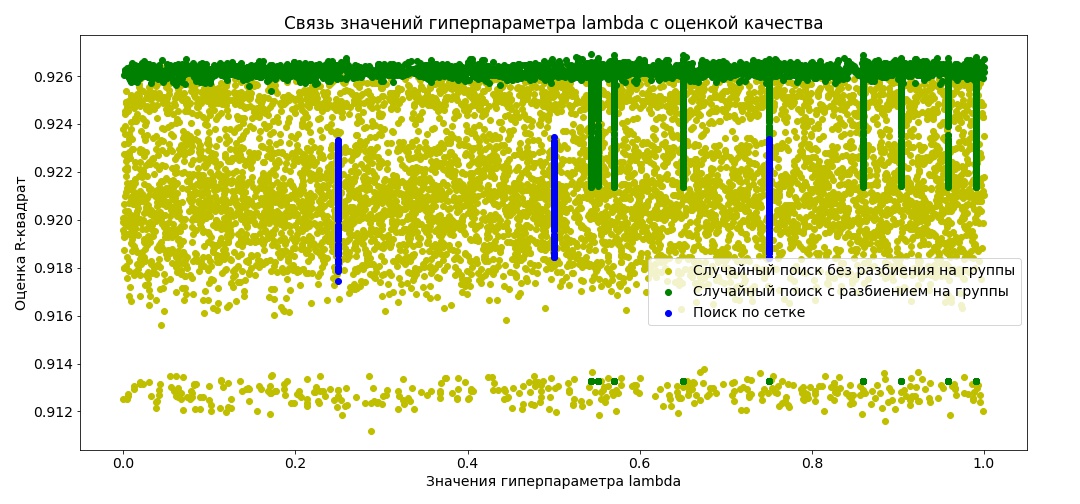 Связь значений гиперпараметра lambda с оценкой качества
Оценка R-квадрат
0.926
0.924
0.922
0.920
0.918
0.916
0.914
0.912
Случайный поиск без разбиения на группы
Случайный поиск с разбиением на группы
Поиск по сетке
0.0 0.2 0.4 0.6 0.8 1.0
Значения гиперпараметра lambda